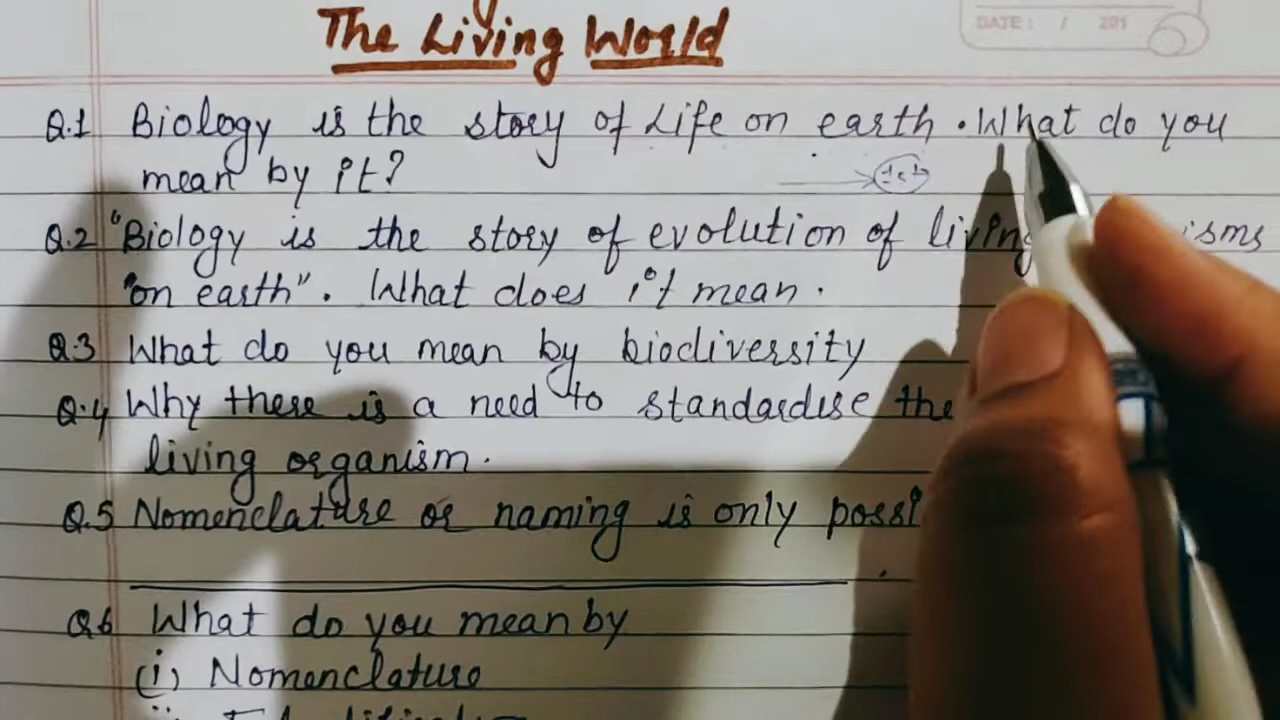 The Living World
DATE: / 201
Q.1 Biology is the story of Life on earth. What do you
mean by it?
Q.2 "Biology is the story of evolution of living isms
"on earth". What does it mean.
Q.3 What do you mean by biodiversity
Q.4 Why there is a need to standardise the
living organism.
Q.5 Nomenclature or naming is only possi
Q.6 What do you mean by
(i) Nomenclature